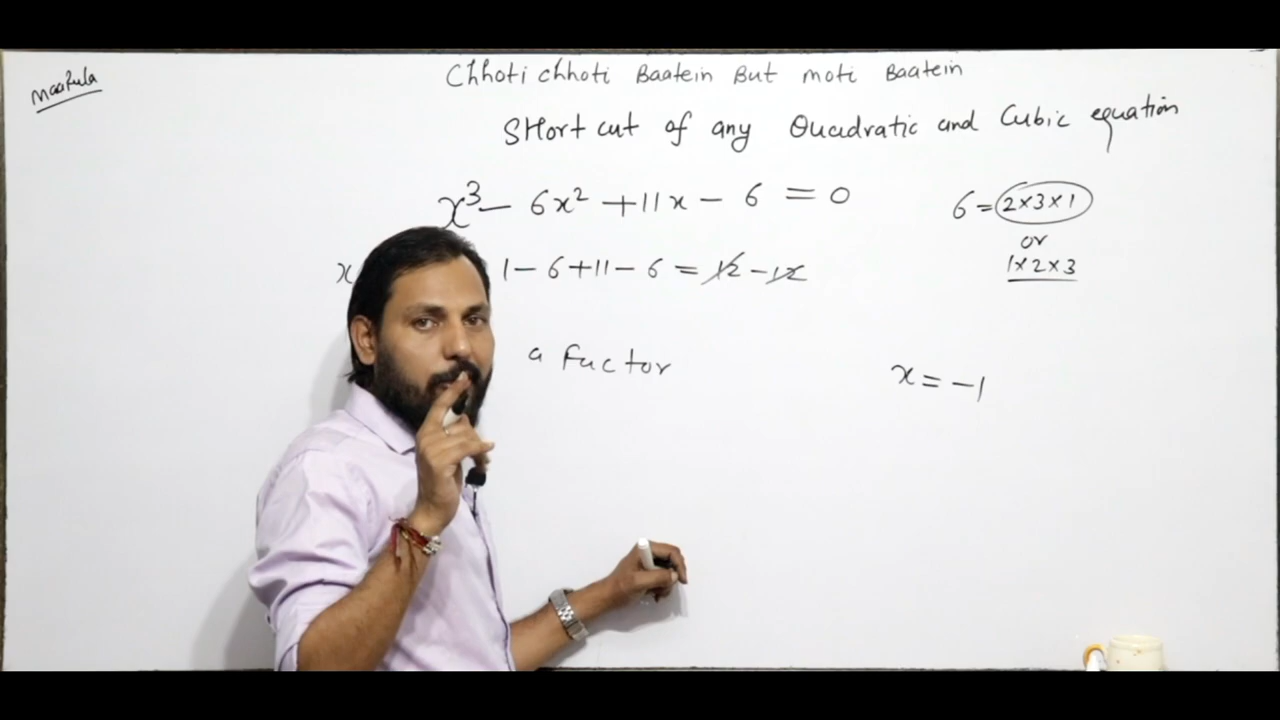 maaRula
Chhoti chhoti Baatein But moti Baatein
SHort cut of any Quadratic and Cubic equation
x³ - 6x² + 11x - 6 = 0
6 = 2×3×1
or
1×2×3
x
1 - 6 + 11 - 6 = 12 - 12
a factor
x = -1